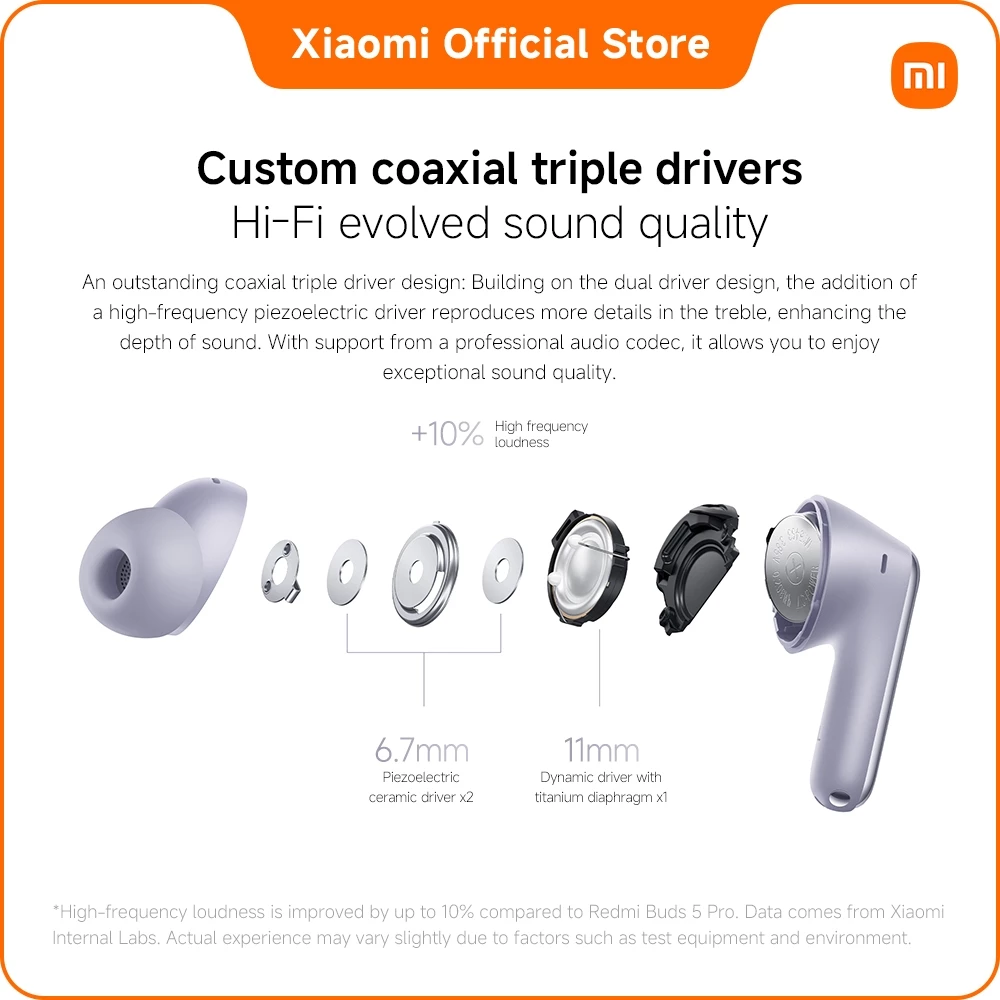 Xiaomi Official Store
mi
Custom coaxial triple drivers
Hi-Fi evolved sound quality
An outstanding coaxial triple driver design: Building on the dual driver design, the addition of
a high-frequency piezoelectric driver reproduces more details in the treble, enhancing the
depth of sound. With support from a professional audio codec, it allows you to enjoy
exceptional sound quality.
+10% High frequency
loudness
6.7mm
Piezoelectric
ceramic driver x2
11mm
Dynamic driver with
titanium diaphragm x1
*High-frequency loudness is improved by up to 10% compared to Redmi Buds 5 Pro. Data comes from Xiaomi
Internal Labs. Actual experience may vary slightly due to factors such as test equipment and environment.